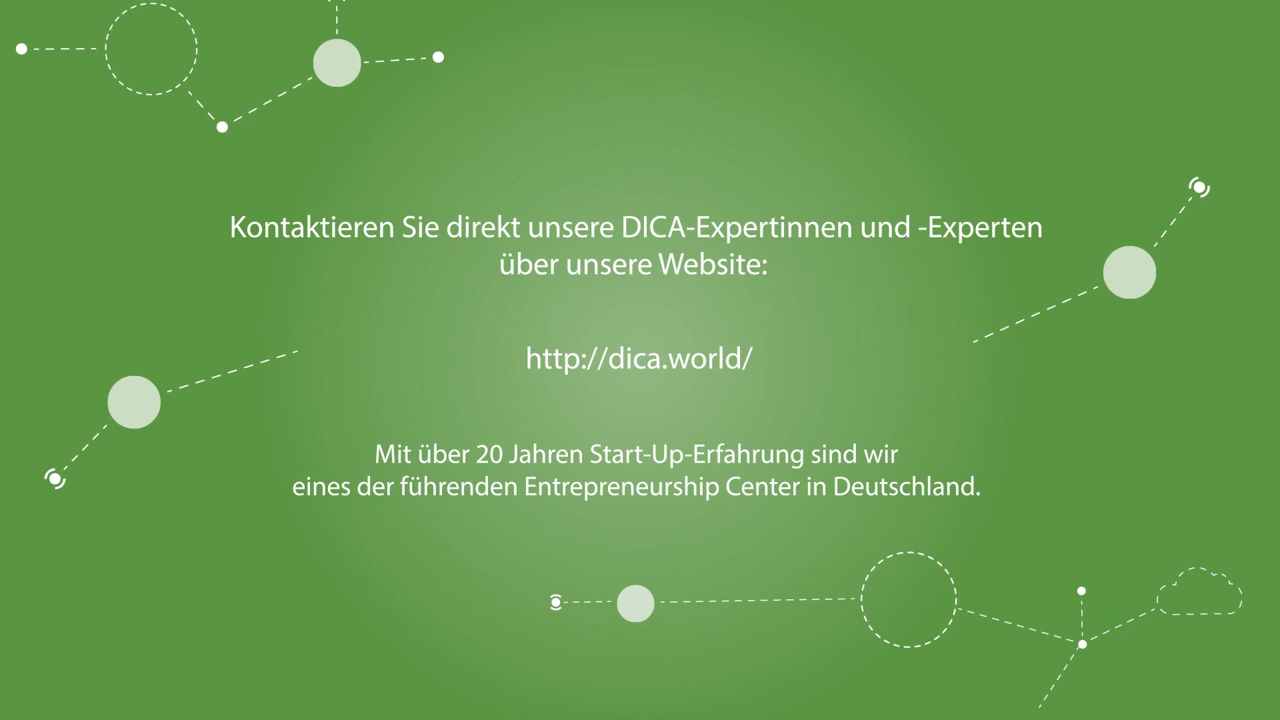 Kontaktieren Sie direkt unsere DICA-Expertinnen und -Experten
über unsere Website:
http://dica.world/
Mit über 20 Jahren Start-Up-Erfahrung sind wir
eines der führenden Entrepreneurship Center in Deutschland.